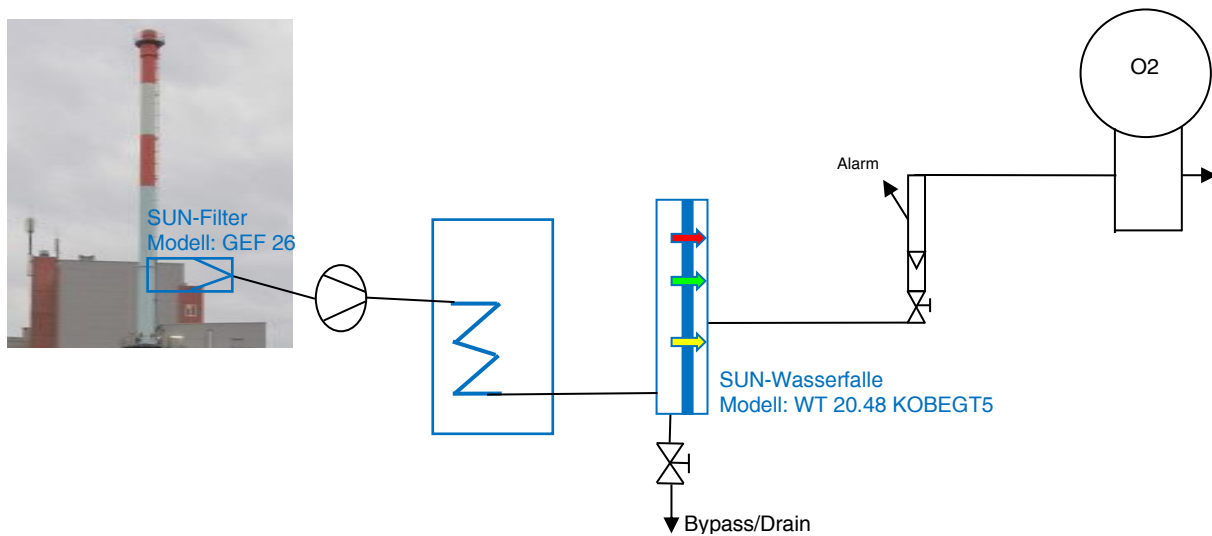 O2
Alarm
SUN-Filter
Modell: GEF 26
SUN-Wasserfalle
Modell: WT 20.48 KOBEGT5
Bypass/Drain